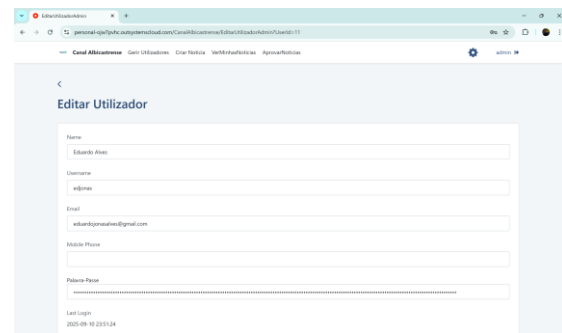 EditarUtilizadorAdmin
personal-ojw7pvhc.outsystemscloud.com/CanalAlbicastrense/EditarUtilizadorAdmin?UserId=11
Canal Albicastrense Gerir Utilizadores Criar Notícia VerMinhasNoticias AprovarNoticias admin
Editar Utilizador
Name
Eduardo Alves
Username
edjonas
Email
eduardojonasalves@gmail.com
Mobile Phone
Palavra-Passe
Last Login
2025-09-10 23:51:24